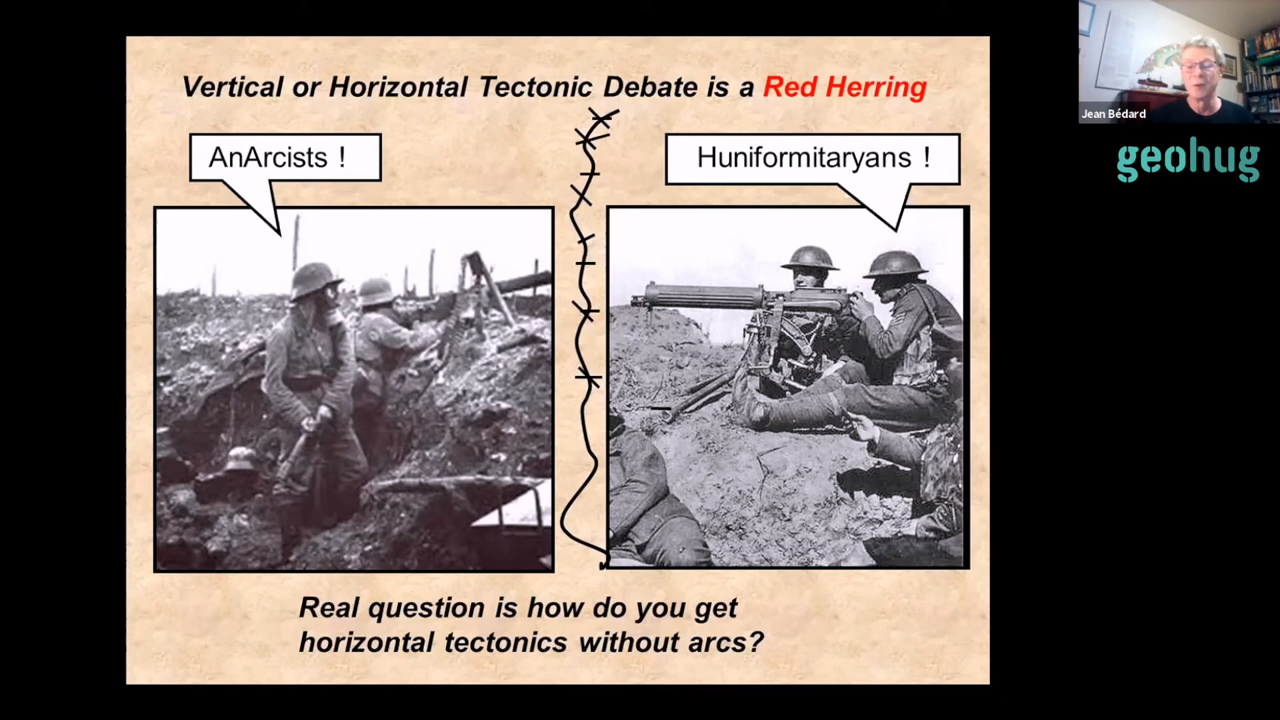 Vertical or Horizontal Tectonic Debate is a Red Herring
AnArcists !
Huniformitaryans !
Real question is how do you get
horizontal tectonics without arcs?
Jean Bédard
geohug